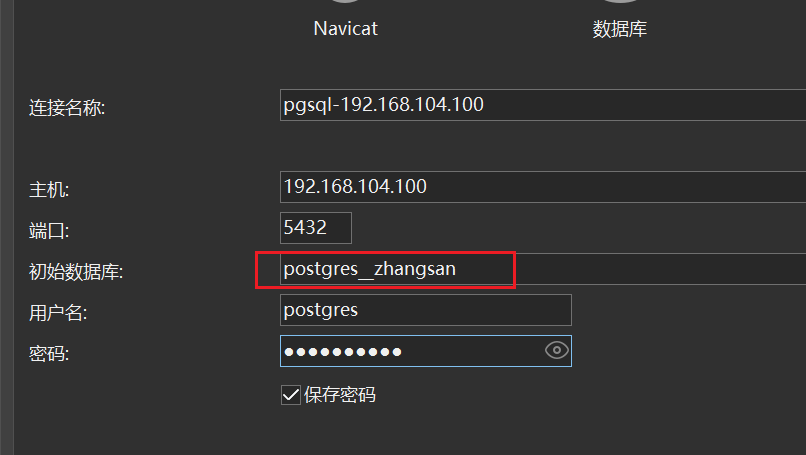 Navicat 数据库
连接名称: pgsql-192.168.104.100
主机: 192.168.104.100
端口: 5432
初始数据库: postgres__zhangsan
用户名: postgres
密码: ●●●●●●●●●●
保存密码